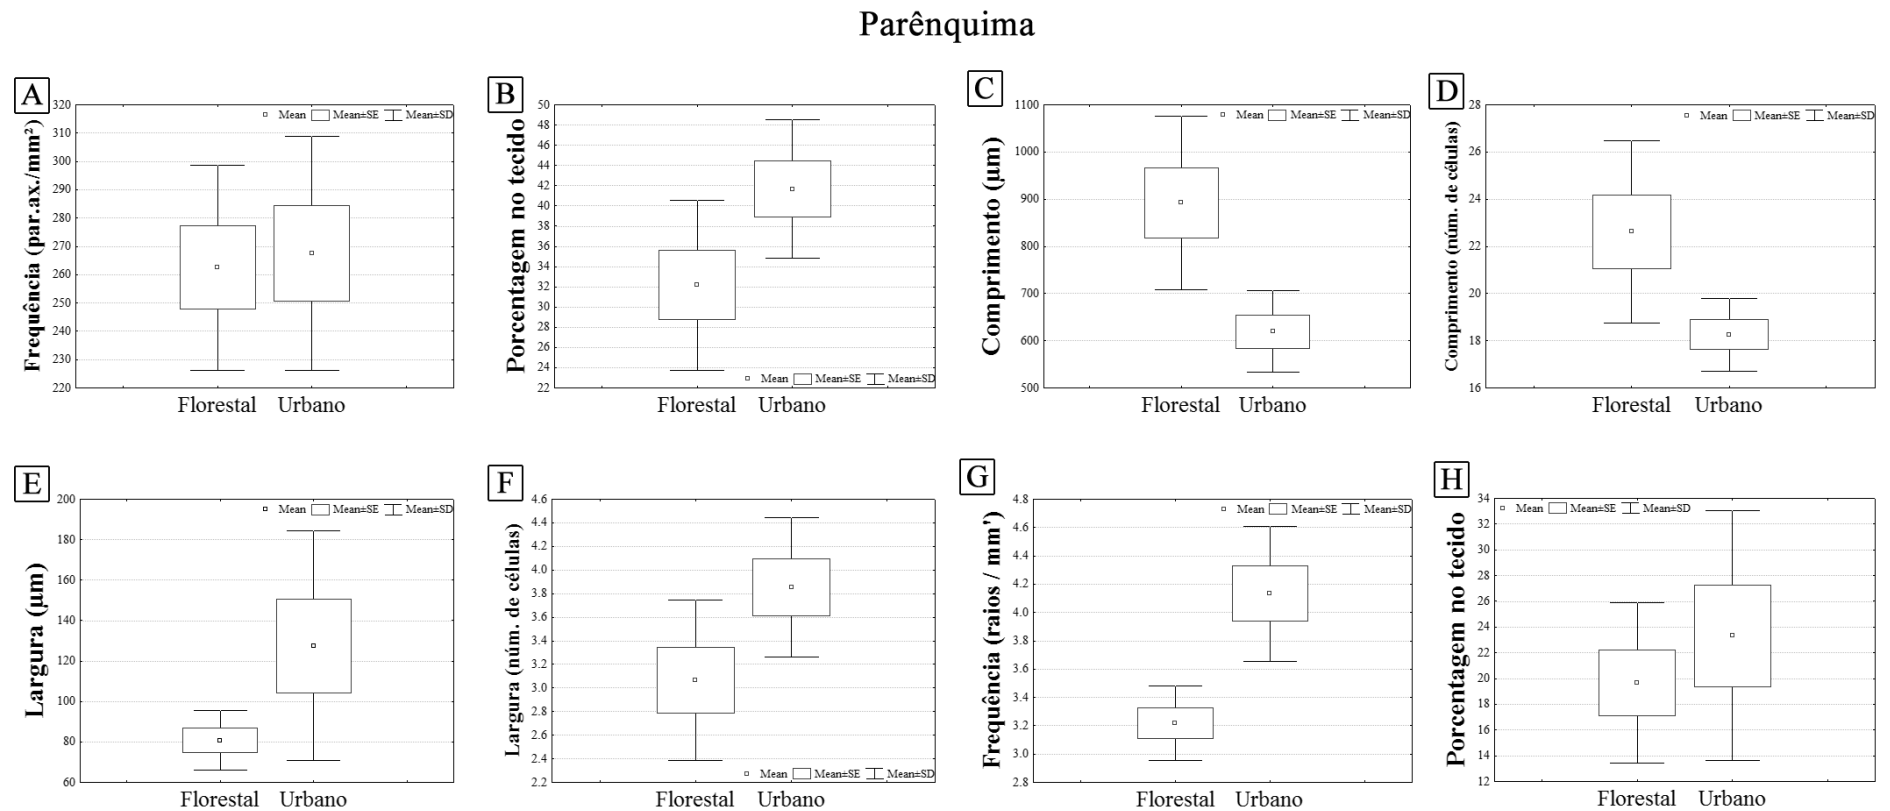 Parênquima
A
Frequência (par.ax./mm²)
320
310
300
290
280
270
260
250
240
230
220
Mean Mean±SE Mean±SD
Florestal Urbano
B
Porcentagem no tecido
50
48
46
44
42
40
38
36
34
32
30
28
26
24
22
Mean Mean±SE Mean±SD
Florestal Urbano
C
Comprimento (µm)
1100
1000
900
800
700
600
500
Mean Mean±SE Mean±SD
Florestal Urbano
D
Comprimento (núm. de células)
28
26
24
22
20
18
16
Mean Mean±SE Mean±SD
Florestal Urbano
E
Largura (µm)
200
180
160
140
120
100
80
60
Mean Mean±SE Mean±SD
Florestal Urbano
F
Largura (núm. de células)
4.6
4.4
4.2
4.0
3.8
3.6
3.4
3.2
3.0
2.8
2.6
2.4
2.2
Mean Mean±SE Mean±SD
Florestal Urbano
G
Frequência (raios / mm')
4.8
4.6
4.4
4.2
4.0
3.8
3.6
3.4
3.2
3.0
2.8
Mean Mean±SE Mean±SD
Florestal Urbano
H
Porcentagem no tecido
34
32
30
28
26
24
22
20
18
16
14
12
Mean Mean±SE Mean±SD
Florestal Urbano